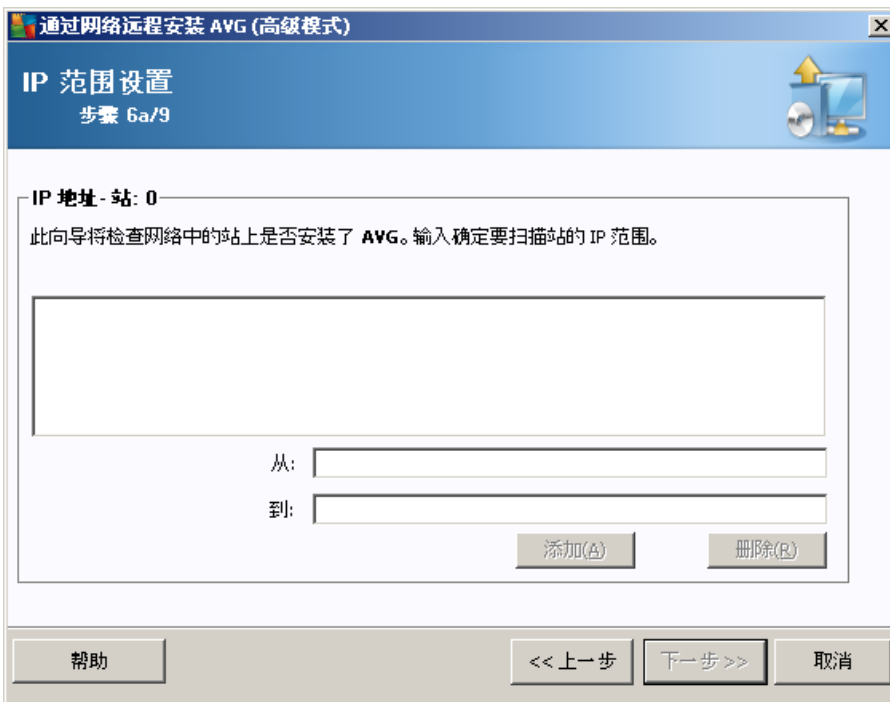 通过网络远程安装 AVG (高级模式)
IP 范围设置
步骤 6a/9
IP 地址 - 站: 0
此向导将检查网络中的站上是否安装了 AVG。输入确定要扫描站的 IP 范围。
从:
到:
添加(A)
删除(R)
帮助
<< 上一步
下一步 >>
取消